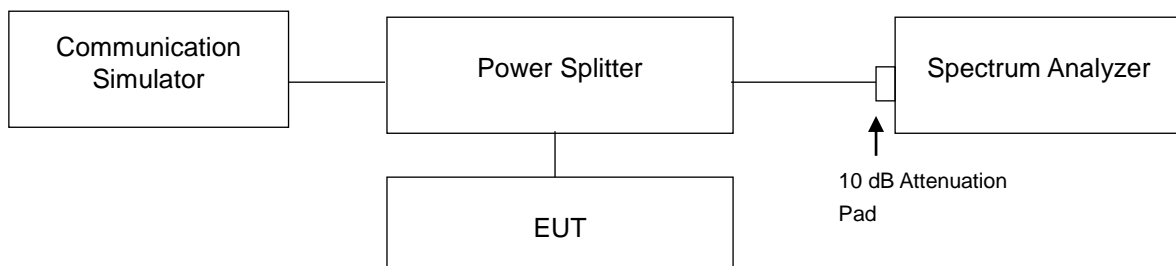 Communication
Simulator
Power Splitter
Spectrum Analyzer
10 dB Attenuation
Pad
EUT